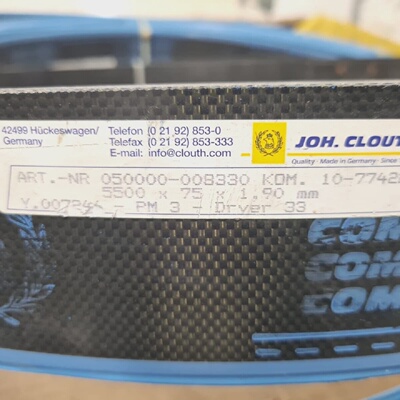 42499 Hückeswagen/
Germany
Telefon (0 21 92) 853-0
Telefax (0 21 92) 853-333
E-mail: info@clouth.com
JOH. CLOUT
Quality · Made in Germany · Since
ART.-NR 050000-008330 KOM. 10-7742
5500 x 75 x 1,90 mm
- PM 3 - Dryer 33
COM
COM